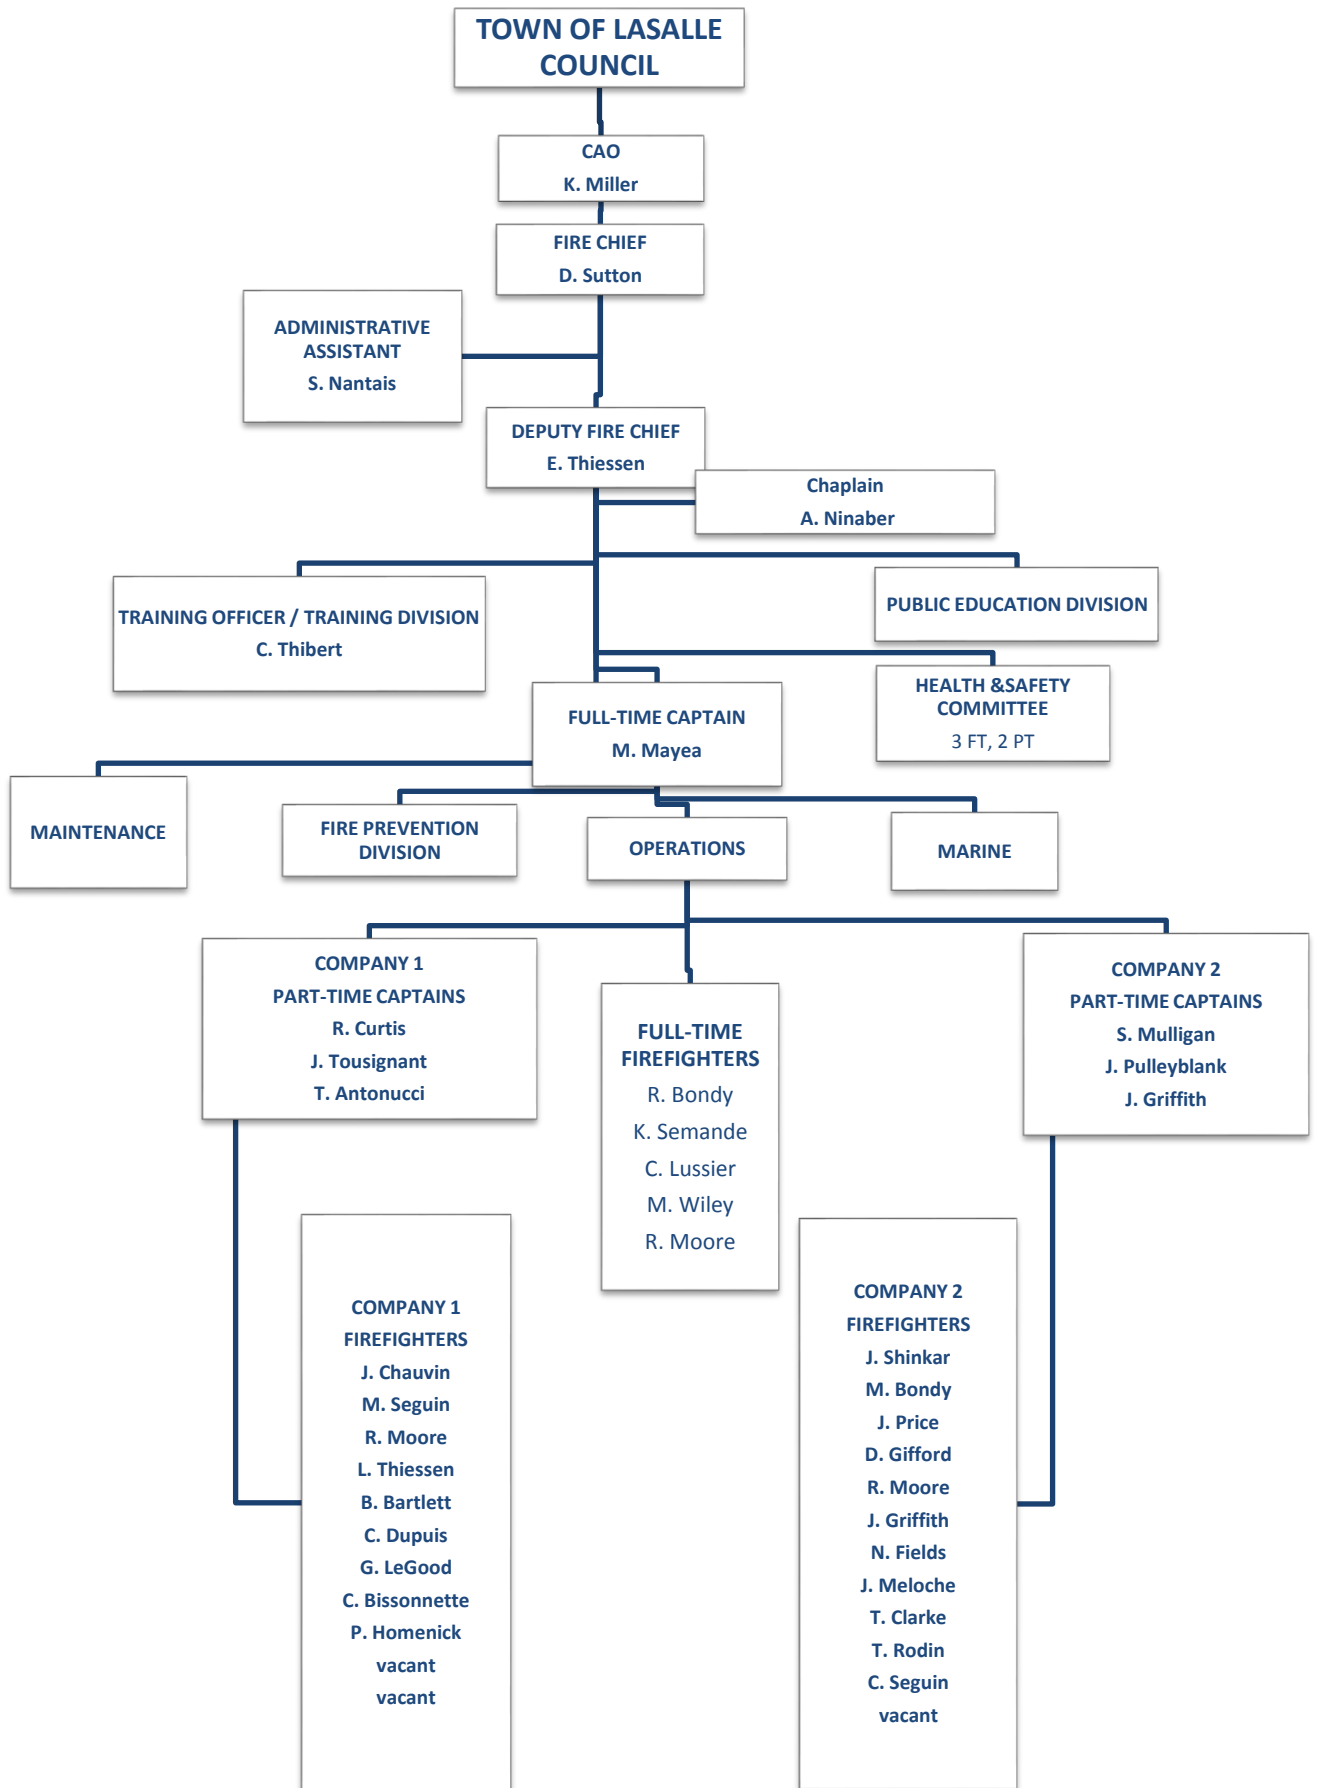 TOWN OF LASALLE
COUNCIL
CAO
K. Miller
FIRE CHIEF
D. Sutton
ADMINISTRATIVE
ASSISTANT
S. Nantais
DEPUTY FIRE CHIEF
E. Thiessen
Chaplain
A. Ninaber
TRAINING OFFICER / TRAINING DIVISION
C. Thibert
PUBLIC EDUCATION DIVISION
HEALTH &SAFETY
COMMITTEE
3 FT, 2 PT
FULL-TIME CAPTAIN
M. Mayea
MAINTENANCE
FIRE PREVENTION
DIVISION
OPERATIONS
MARINE
COMPANY 1
PART-TIME CAPTAINS
R. Curtis
J. Tousignant
T. Antonucci
FULL-TIME
FIREFIGHTERS
R. Bondy
K. Semande
C. Lussier
M. Wiley
R. Moore
COMPANY 2
PART-TIME CAPTAINS
S. Mulligan
J. Pulleyblank
J. Griffith
COMPANY 1
FIREFIGHTERS
J. Chauvin
M. Seguin
R. Moore
L. Thiessen
B. Bartlett
C. Dupuis
G. LeGood
C. Bissonnette
P. Homenick
vacant
vacant
COMPANY 2
FIREFIGHTERS
J. Shinkar
M. Bondy
J. Price
D. Gifford
R. Moore
J. Griffith
N. Fields
J. Meloche
T. Clarke
T. Rodin
C. Seguin
vacant